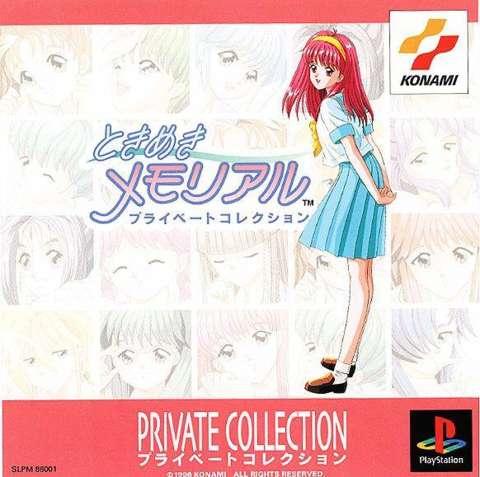 KONAMI
ときめき
メモリアル™
プライベートコレクション
PRIVATE COLLECTION
プライベートコレクション
SLPM 86001
©1996 KONAMI ALL RIGHTS RESERVED.
PlayStation